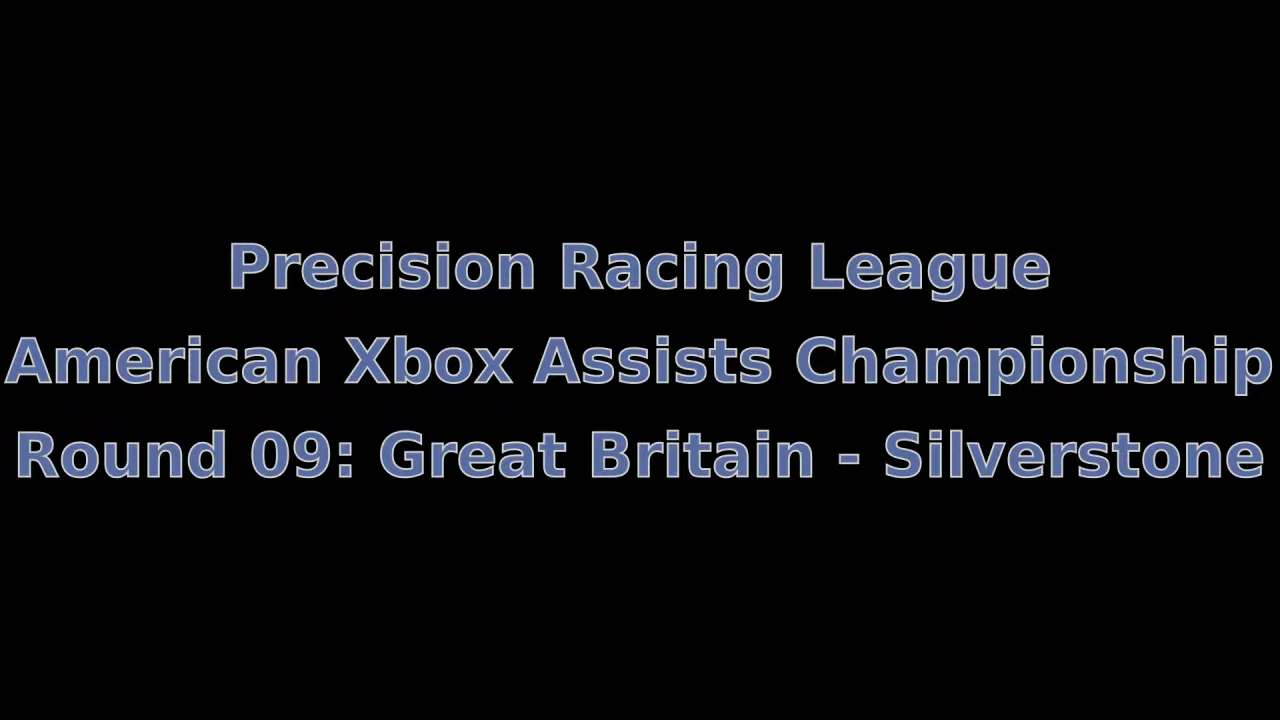 Precision Racing League
American Xbox Assists Championship
Round 09: Great Britain - Silverstone